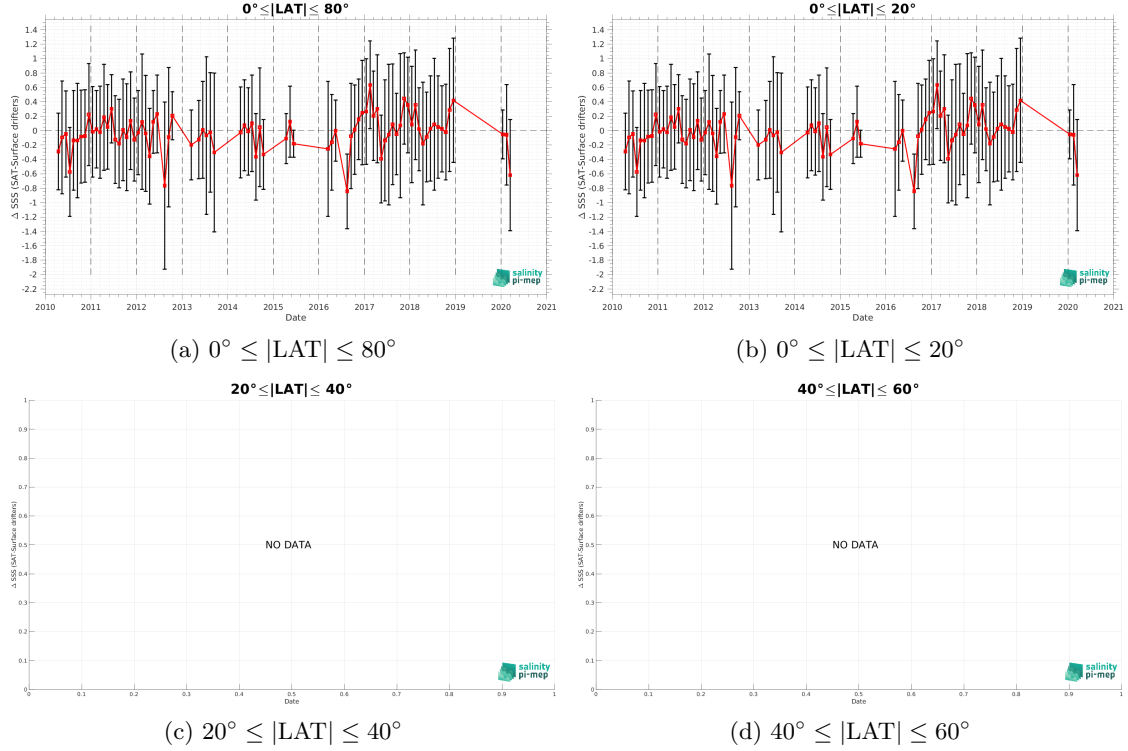 0°≤|LAT|≤ 80°
Δ SSS (SAT-Surface drifters)
1.4
1.2
1
0.8
0.6
0.4
0.2
0
-0.2
-0.4
-0.6
-0.8
-1
-1.2
-1.4
-1.6
-1.8
-2
-2.2
2010 2011 2012 2013 2014 2015 2016 2017 2018 2019 2020 2021
Date
salinity
pi-mep
(a) 0° ≤ |LAT| ≤ 80°
0°≤|LAT|≤ 20°
Δ SSS (SAT-Surface drifters)
1.4
1.2
1
0.8
0.6
0.4
0.2
0
-0.2
-0.4
-0.6
-0.8
-1
-1.2
-1.4
-1.6
-1.8
-2
-2.2
2010 2011 2012 2013 2014 2015 2016 2017 2018 2019 2020 2021
Date
salinity
pi-mep
(b) 0° ≤ |LAT| ≤ 20°
20°≤|LAT|≤ 40°
Δ SSS (SAT-Surface drifters)
1
0.9
0.8
0.7
0.6
0.5
0.4
0.3
0.2
0.1
0
NO DATA
0 0.1 0.2 0.3 0.4 0.5 0.6 0.7 0.8 0.9 1
Date
salinity
pi-mep
(c) 20° ≤ |LAT| ≤ 40°
40°≤|LAT|≤ 60°
Δ SSS (SAT-Surface drifters)
1
0.9
0.8
0.7
0.6
0.5
0.4
0.3
0.2
0.1
0
NO DATA
0 0.1 0.2 0.3 0.4 0.5 0.6 0.7 0.8 0.9 1
Date
salinity
pi-mep
(d) 40° ≤ |LAT| ≤ 60°